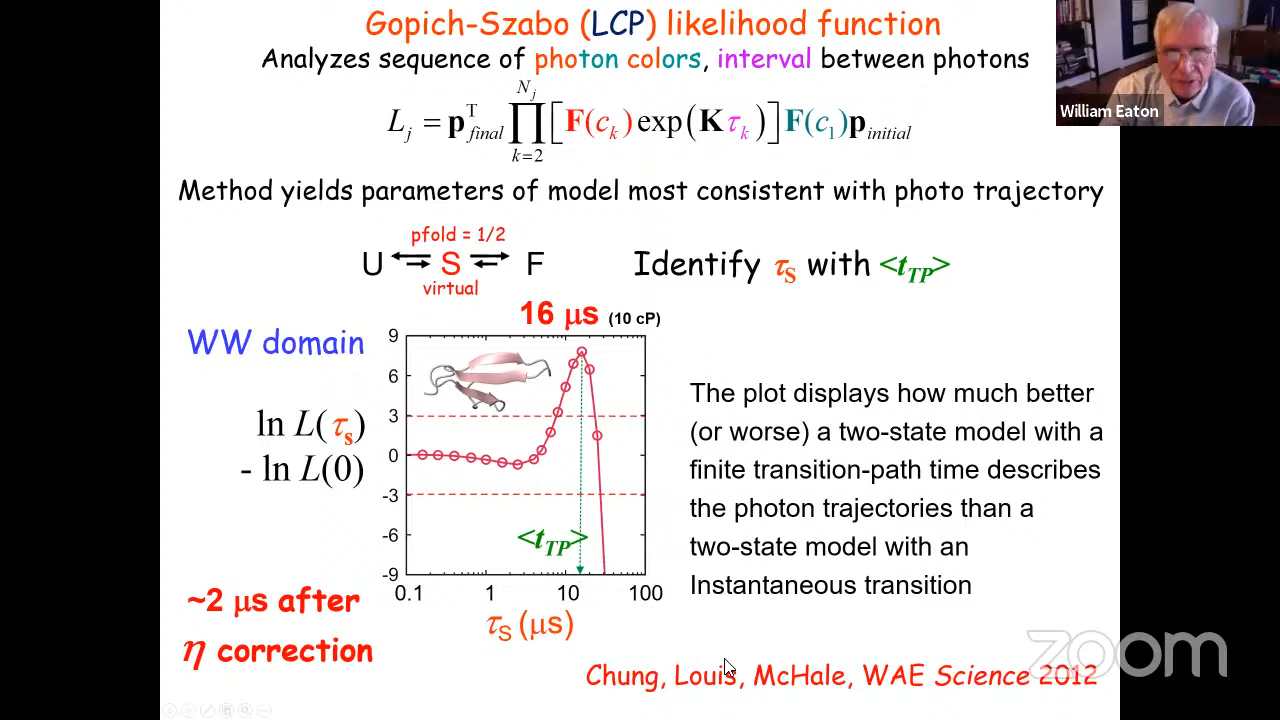 Gopich-Szabo (LCP) likelihood function
Analyzes sequence of photon colors, interval between photons
William Eaton
L_j = p^T_final ∏_{k=2}^{N_j} [F(c_k) exp(K τ_k)] F(c_1) p_initial
Method yields parameters of model most consistent with photo trajectory
pfold = 1/2
U S F
virtual
Identify τ_S with <t_TP>
16 μs (10 cP)
WW domain
ln L(τ_s)
- ln L(0)
9
6
3
0
-3
-6
-9
<t_TP>
0.1 1 10 100
τ_S (μs)
The plot displays how much better
(or worse) a two-state model with a
finite transition-path time describes
the photon trajectories than a
two-state model with an
Instantaneous transition
~2 μs after
η correction
zoom
Chung, Louis, McHale, WAE Science 2012